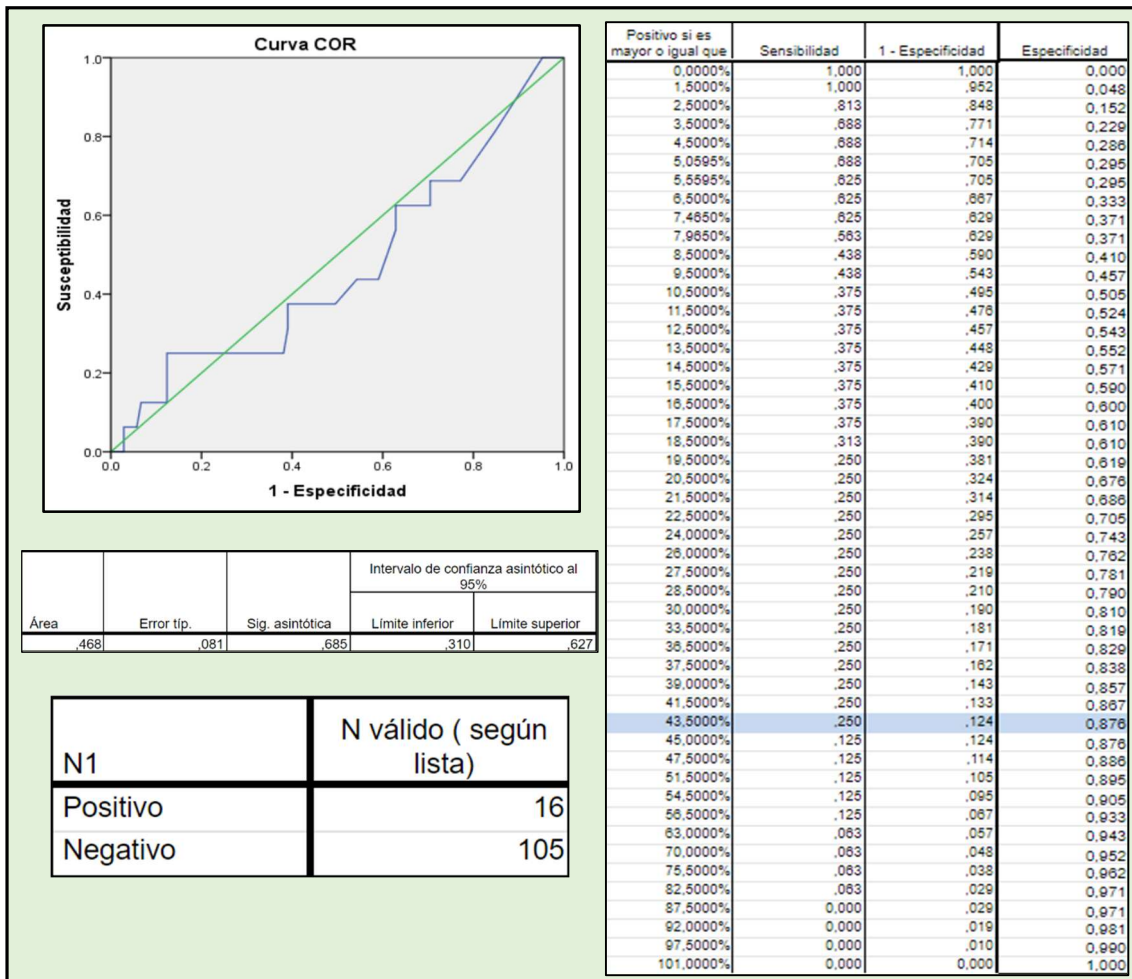 Curva COR
1.0
0.8
0.6
0.4
0.2
0.0
Susceptibilidad
0.0 0.2 0.4 0.6 0.8 1.0
1 - Especificidad
Intervalo de confianza asintótico al
95%
Área Error típ. Sig. asintótica Límite inferior Límite superior
,468 ,081 ,685 ,310 ,627
N1 N válido ( según
lista)
Positivo 16
Negativo 105
Positivo si es
mayor o igual que Sensibilidad 1 - Especificidad Especificidad
0,0000% 1,000 1,000 0,000
1,5000% 1,000 ,952 0,048
2,5000% ,813 ,848 0,152
3,5000% ,688 ,771 0,229
4,5000% ,688 ,714 0,286
5,0595% ,688 ,705 0,295
5,5595% ,625 ,705 0,295
6,5000% ,625 ,667 0,333
7,4650% ,625 ,629 0,371
7,9650% ,563 ,629 0,371
8,5000% ,438 ,590 0,410
9,5000% ,438 ,543 0,457
10,5000% ,375 ,495 0,505
11,5000% ,375 ,476 0,524
12,5000% ,375 ,457 0,543
13,5000% ,375 ,448 0,552
14,5000% ,375 ,429 0,571
15,5000% ,375 ,410 0,590
16,5000% ,375 ,400 0,600
17,5000% ,375 ,390 0,610
18,5000% ,313 ,390 0,610
19,5000% ,250 ,381 0,619
20,5000% ,250 ,324 0,676
21,5000% ,250 ,314 0,686
22,5000% ,250 ,295 0,705
24,0000% ,250 ,257 0,743
26,0000% ,250 ,238 0,762
27,5000% ,250 ,219 0,781
28,5000% ,250 ,210 0,790
30,0000% ,250 ,190 0,810
33,5000% ,250 ,181 0,819
36,5000% ,250 ,171 0,829
37,5000% ,250 ,162 0,838
39,0000% ,250 ,143 0,857
41,5000% ,250 ,133 0,867
43,5000% ,250 ,124 0,876
45,0000% ,125 ,124 0,876
47,5000% ,125 ,114 0,886
51,5000% ,125 ,105 0,895
54,5000% ,125 ,095 0,905
56,5000% ,125 ,067 0,933
63,0000% ,063 ,057 0,943
70,0000% ,063 ,048 0,952
75,5000% ,063 ,038 0,962
82,5000% ,063 ,029 0,971
87,5000% 0,000 ,029 0,971
92,0000% 0,000 ,019 0,981
97,5000% 0,000 ,010 0,990
101,0000% 0,000 0,000 1,000